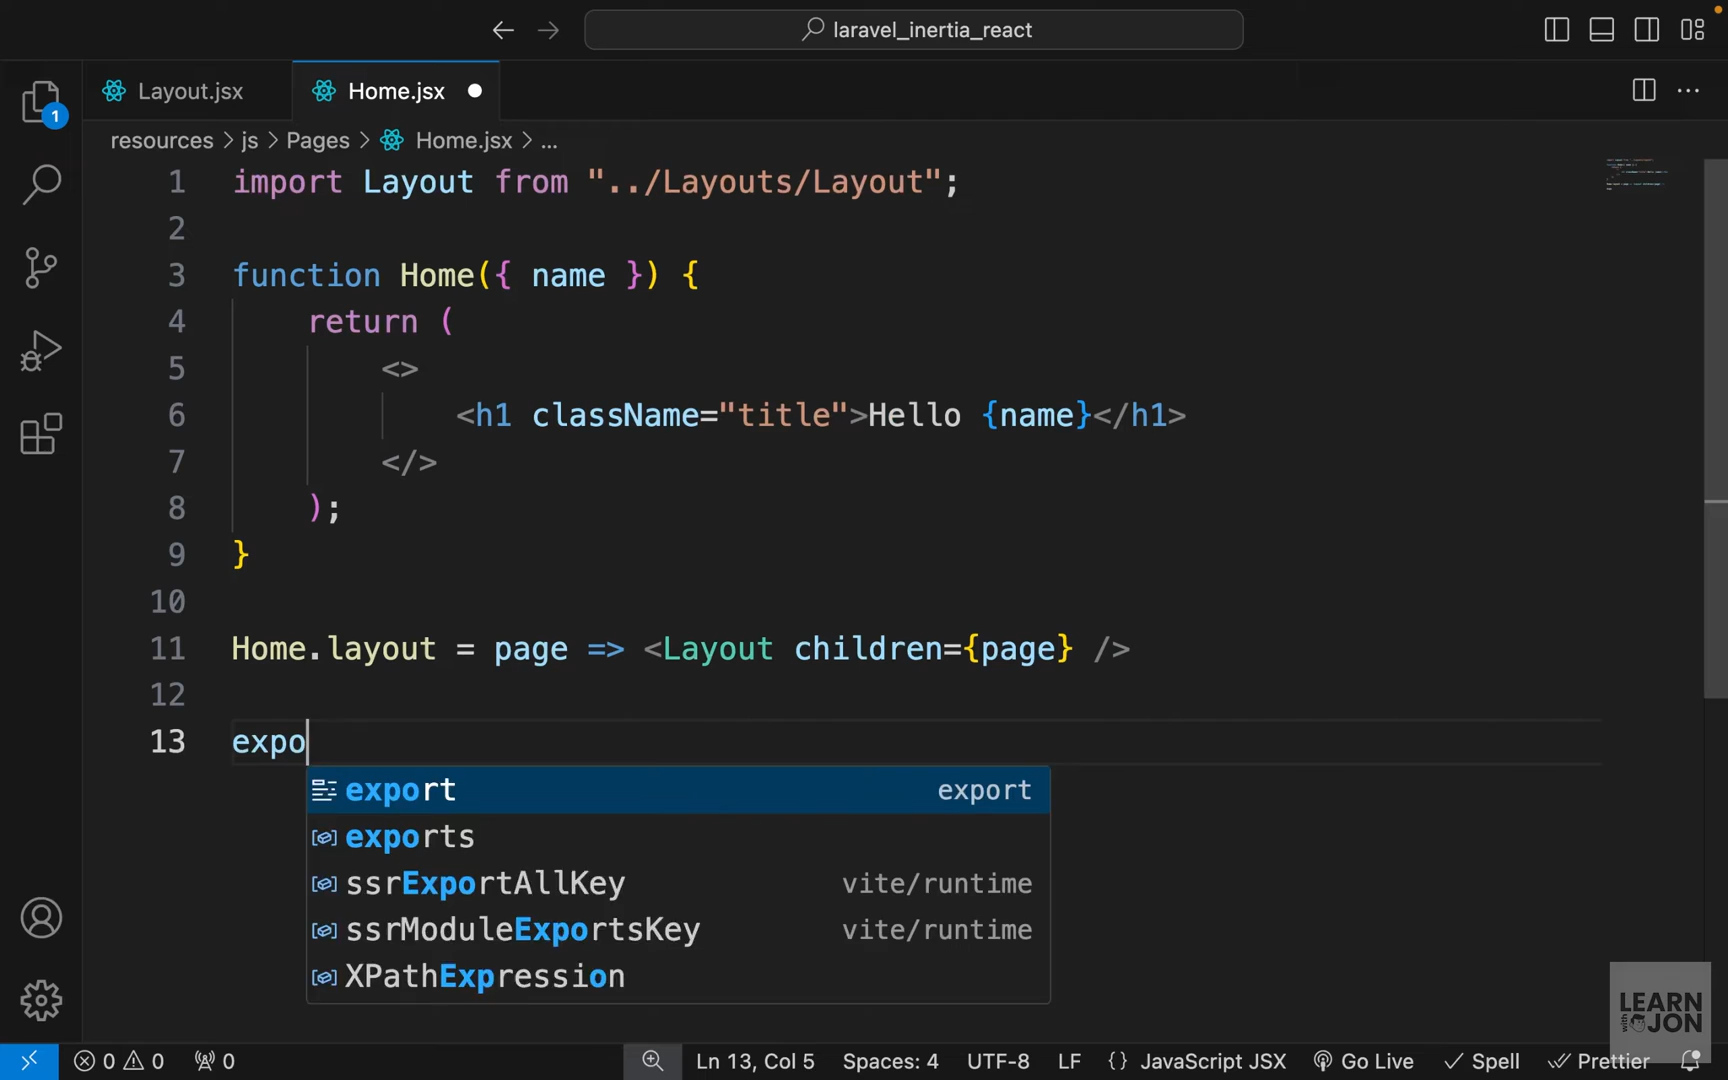 laravel_inertia_react
Layout.jsx
Home.jsx
1
resources > js > Pages > Home.jsx > ...
1 import Layout from "../Layouts/Layout";
2
3 function Home({ name }) {
4 return (
5 <>
6 <h1 className="title">Hello {name}</h1>
7 </>
8 );
9 }
10
11 Home.layout = page => <Layout children={page} />
12
13 expo
export export
exports
ssrExportAllKey vite/runtime
ssrModuleExportsKey vite/runtime
XPathExpression
LEARN
with JON
0 0 0 Ln 13, Col 5 Spaces: 4 UTF-8 LF {} JavaScript JSX Go Live Spell Prettier